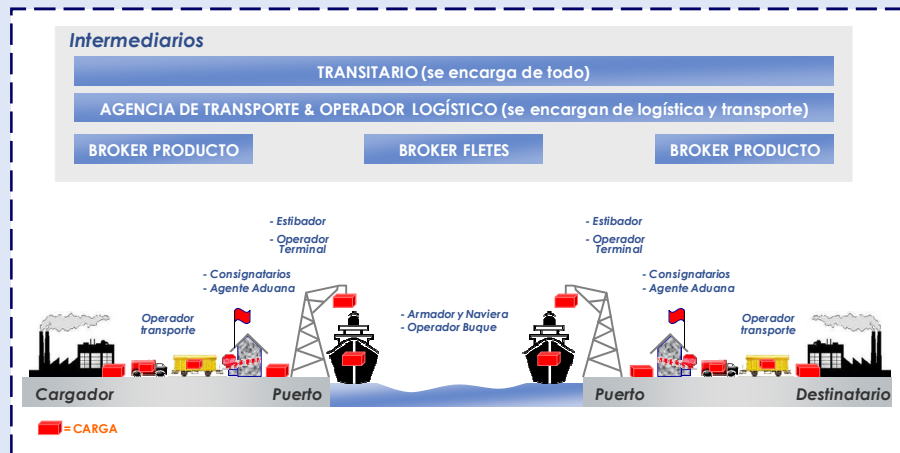 Intermediarios
TRANSITARIO (se encarga de todo)
AGENCIA DE TRANSPORTE & OPERADOR LOGÍSTICO (se encargan de logística y transporte)
BROKER PRODUCTO
BROKER FLETES
BROKER PRODUCTO
- Estibador
- Operador
Terminal
- Estibador
- Operador
Terminal
- Consignatarios
- Agente Aduana
- Consignatarios
- Agente Aduana
- Armador y Naviera
- Operador Buque
Operador
transporte
Operador
transporte
Cargador
Puerto
Puerto
Destinatario
= CARGA